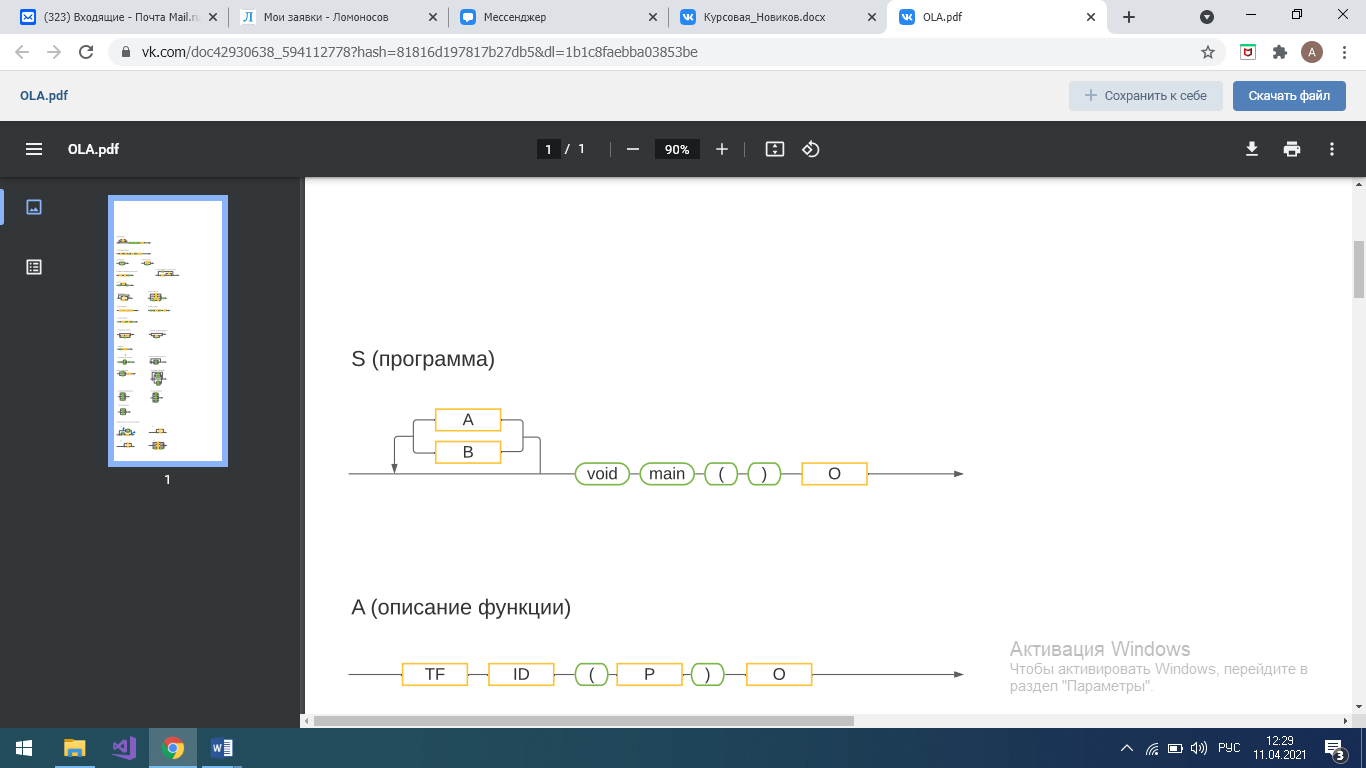 (323) Входящие - Почта Mail.ru
Мои заявки - Ломоносов
Мессенджер
Курсовая_Новиков.docx
OLA.pdf
vk.com/doc42930638_594112778?hash=81816d197817b27db5&dl=1b1c8faebba03853be
A
OLA.pdf
Сохранить к себе
Скачать файл
OLA.pdf
1 / 1
90%
1
S (программа)
A
B
void main ( ) O
A (описание функции)
TF ID ( P ) O
Активация Windows
Чтобы активировать Windows, перейдите в
раздел "Параметры".
РУС
12:29
11.04.2021
3